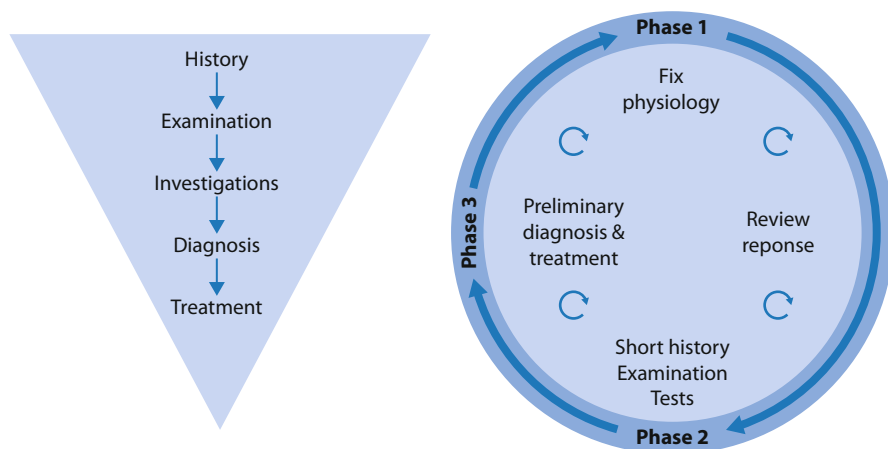 History
Examination
Investigations
Diagnosis
Treatment
Phase 1
Fix
physiology
Review
reponse
Short history
Examination
Tests
Phase 2
Preliminary
diagnosis &
treatment
Phase 3